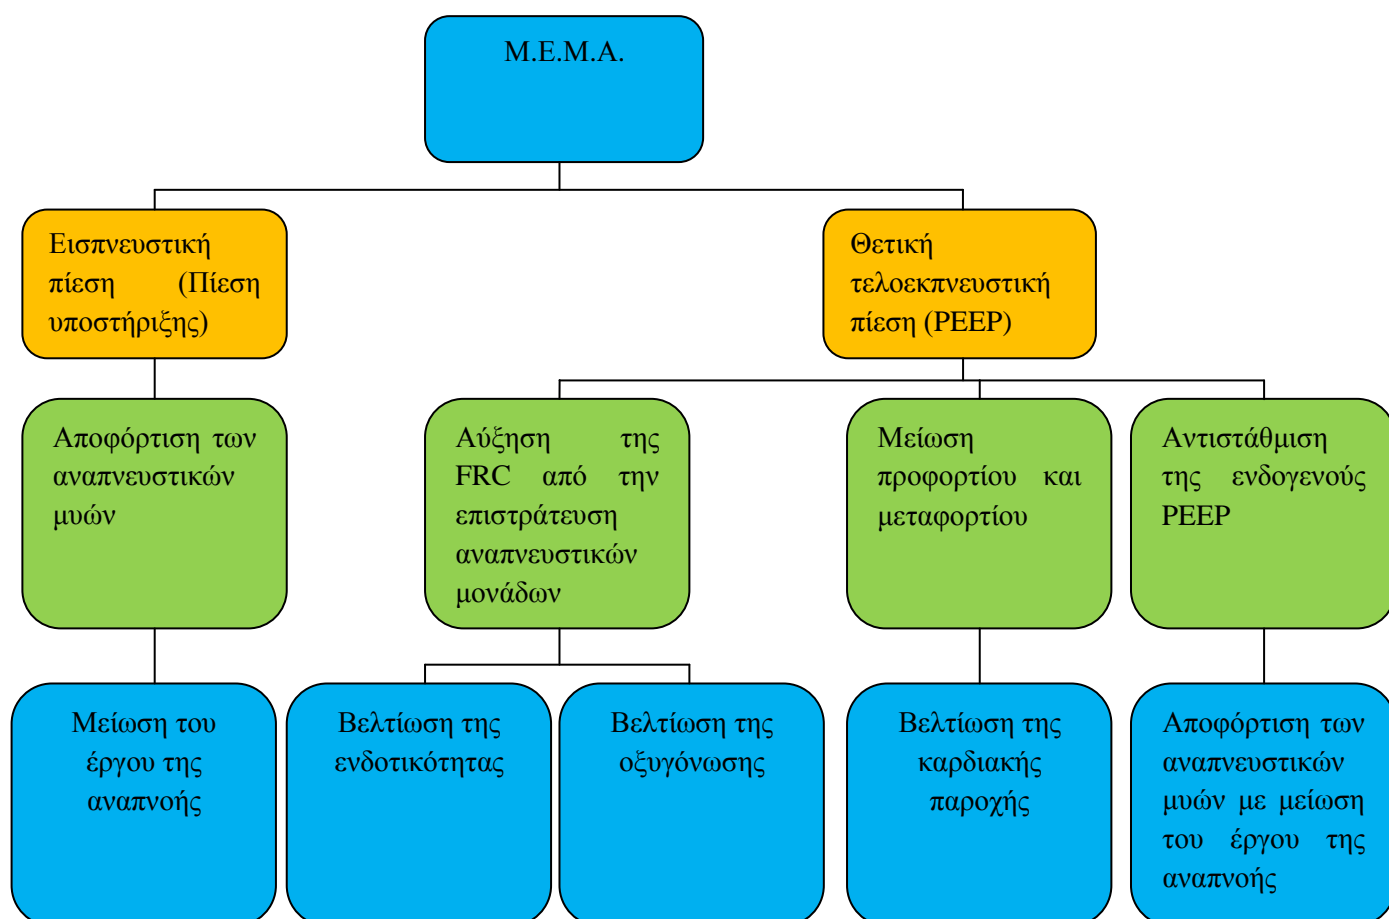 Μ.Ε.Μ.Α.
Εισπνευστική
πίεση (Πίεση
υποστήριξης)
Θετική
τελοεκπνευστική
πίεση (PEEP)
Αποφόρτιση των
αναπνευστικών
μυών
Αύξηση της
FRC από την
επιστράτευση
αναπνευστικών
μονάδων
Μείωση
προφορτίου και
μεταφορτίου
Αντιστάθμιση
της ενδογενούς
PEEP
Μείωση του
έργου της
αναπνοής
Βελτίωση της
ενδοτικότητας
Βελτίωση της
οξυγόνωσης
Βελτίωση της
καρδιακής
παροχής
Αποφόρτιση των
αναπνευστικών
μυών με μείωση
του έργου της
αναπνοής